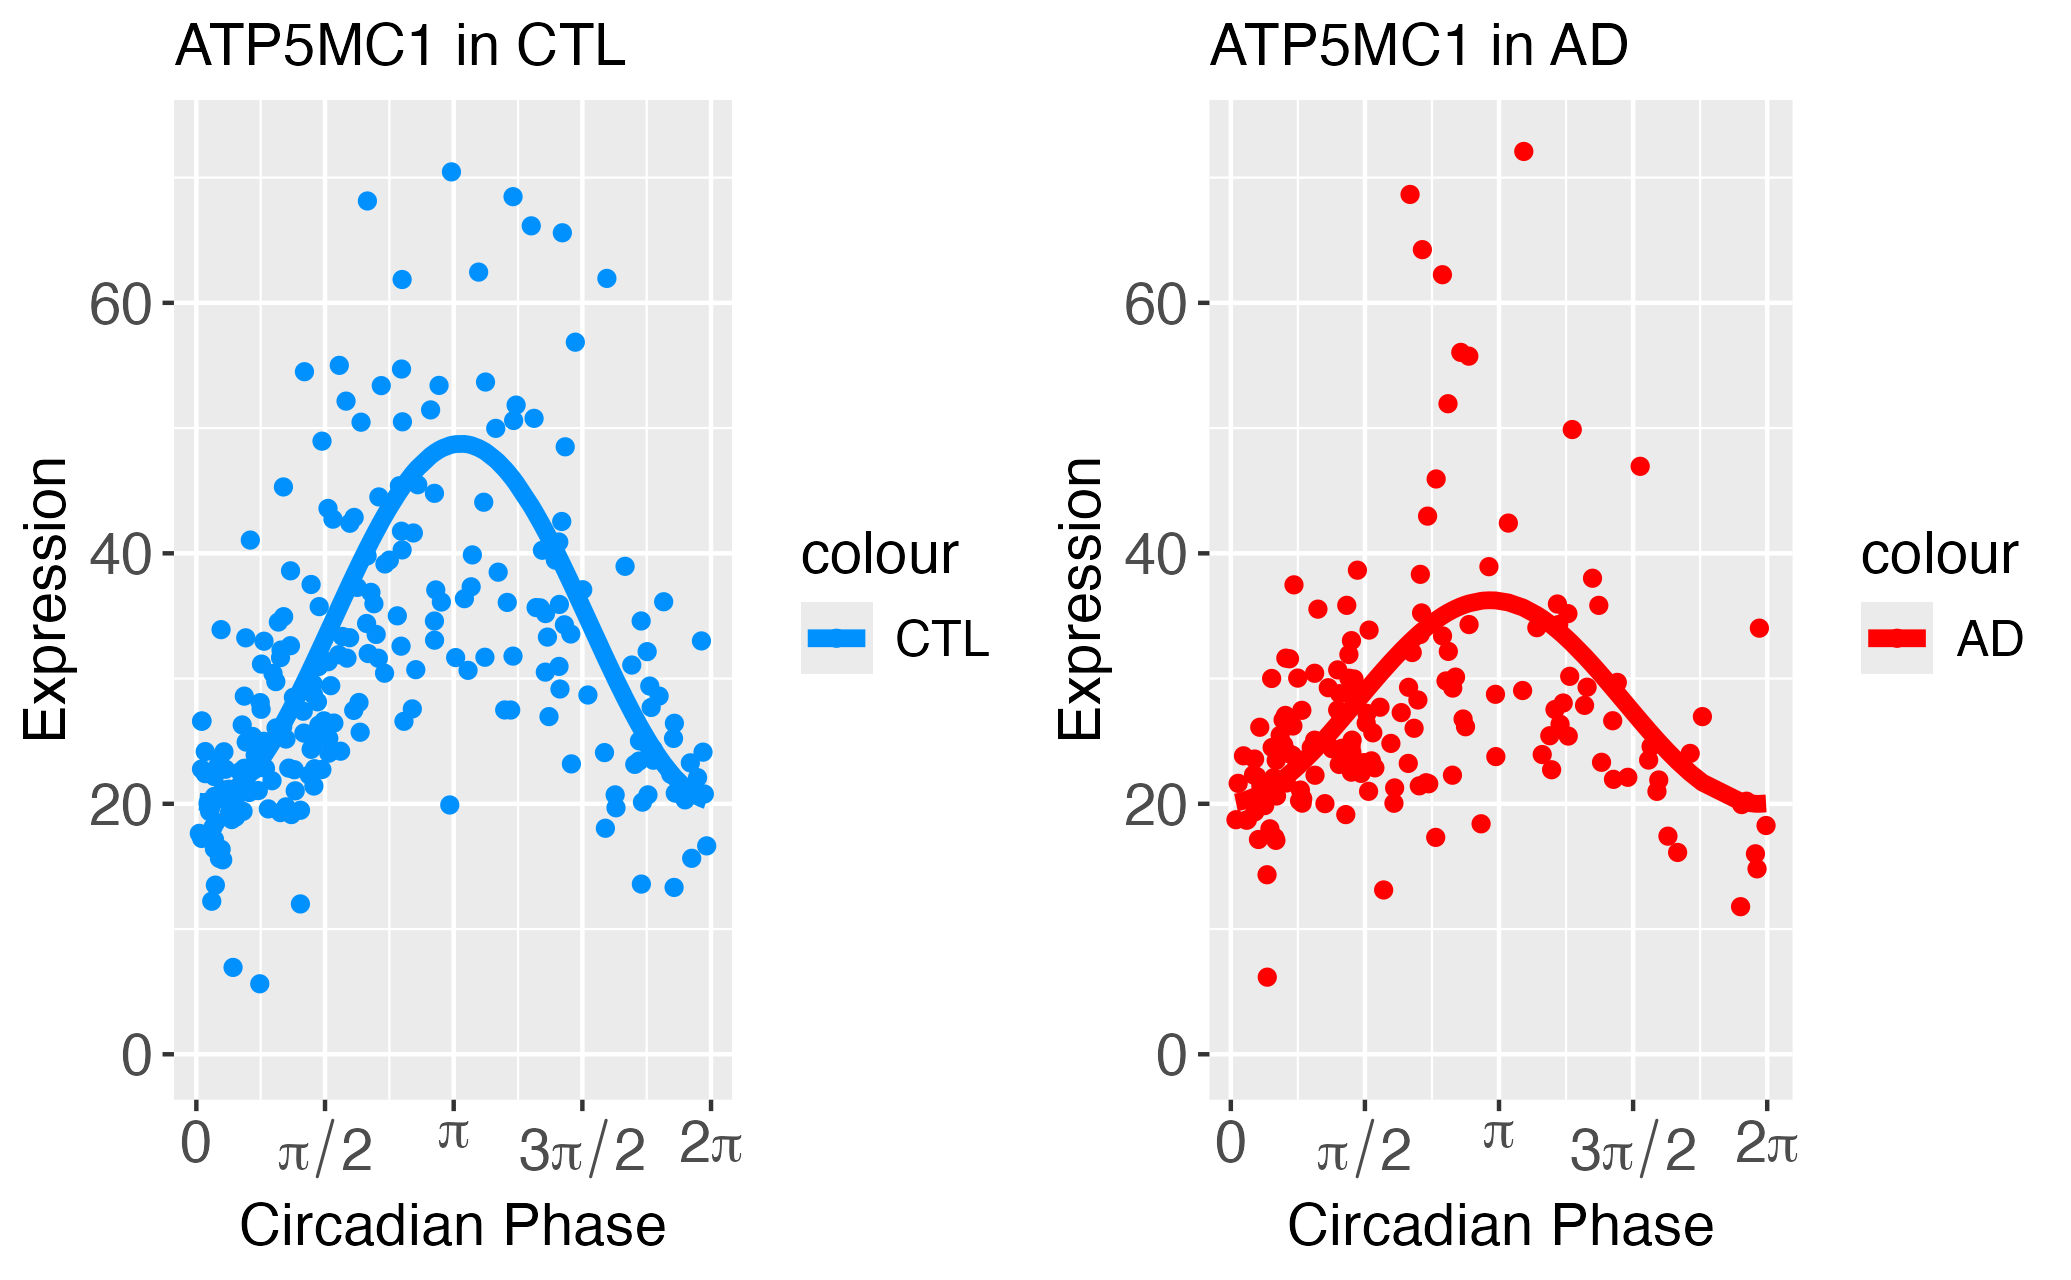 ATP5MC1 in CTL
Expression
60
40
20
0
0 π/2 π 3π/2 2π
Circadian Phase
colour
CTL
ATP5MC1 in AD
Expression
60
40
20
0
0 π/2 π 3π/2 2π
Circadian Phase
colour
AD